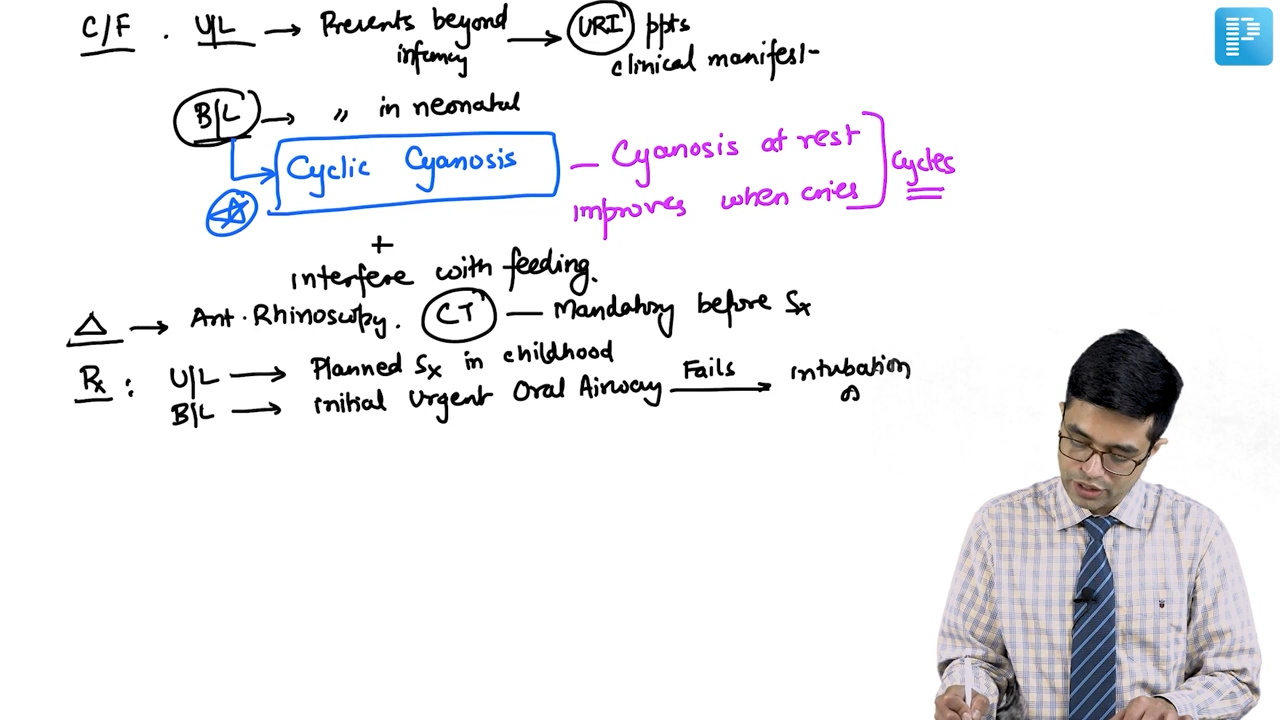 C/F . U/L → Presents beyond infancy → URI ppts clinical manifest-
B/L → 〃 in neonatal
Cyclic Cyanosis — Cyanosis at rest
improves when cries
cycles
+
interfere with feeding.
Δ → Ant. Rhinoscopy. CT — Mandatory before Sx
Rx : U/L → Planned Sx in childhood
B/L → initial urgent Oral Airway Fails → intubation
P